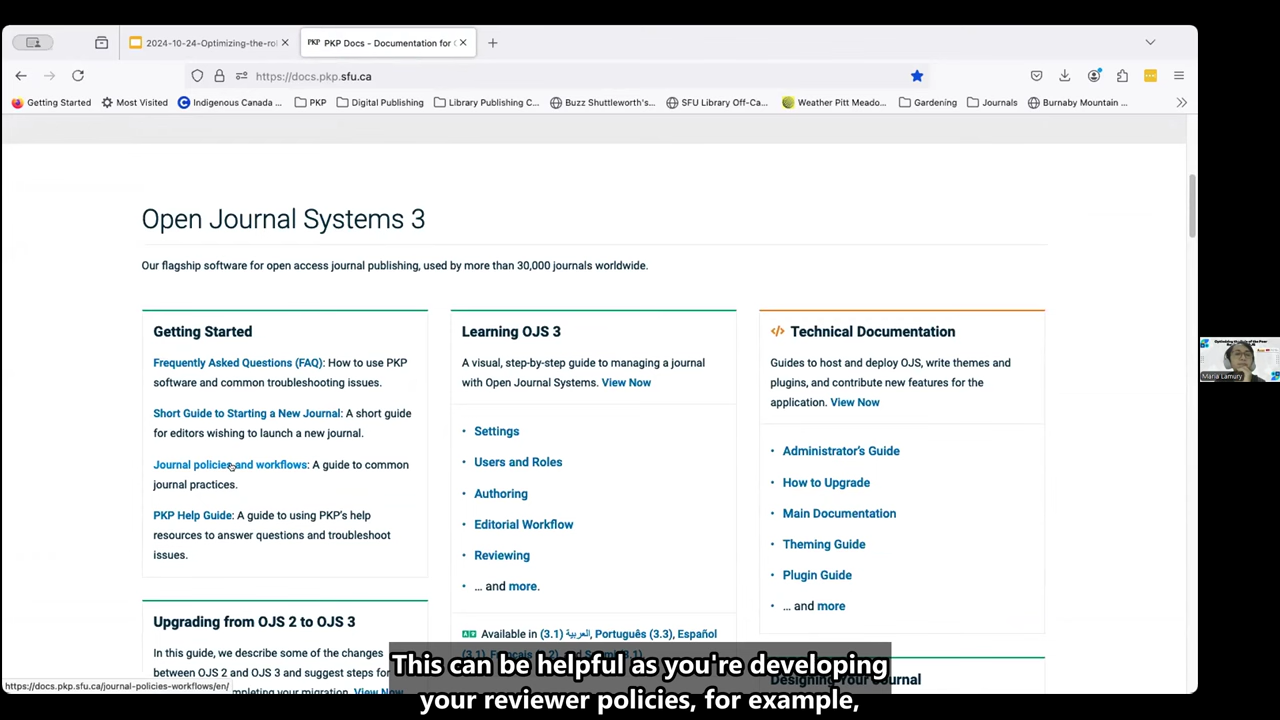 2024-10-24-Optimizing-the-rol
PKP PKP Docs - Documentation for O
https://docs.pkp.sfu.ca
Getting Started
Most Visited
Indigenous Canada ...
PKP
Digital Publishing
Library Publishing C...
Buzz Shuttleworth's...
SFU Library Off-Ca...
Weather Pitt Meado...
Gardening
Journals
Burnaby Mountain ...
Open Journal Systems 3
Our flagship software for open access journal publishing, used by more than 30,000 journals worldwide.
Getting Started
Frequently Asked Questions (FAQ): How to use PKP
software and common troubleshooting issues.
Short Guide to Starting a New Journal: A short guide
for editors wishing to launch a new journal.
Journal policies and workflows: A guide to common
journal practices.
PKP Help Guide: A guide to using PKP's help
resources to answer questions and troubleshoot
issues.
Upgrading from OJS 2 to OJS 3
In this guide, we describe some of the changes
between OJS 2 and OJS 3 and suggest steps for
Learning OJS 3
A visual, step-by-step guide to managing a journal
with Open Journal Systems. View Now
• Settings
• Users and Roles
• Authoring
• Editorial Workflow
• Reviewing
• ... and more.
Available in (3.1) العربية, Português (3.3), Español
</> Technical Documentation
Guides to host and deploy OJS, write themes and
plugins, and contribute new features for the
application. View Now
• Administrator's Guide
• How to Upgrade
• Main Documentation
• Theming Guide
• Plugin Guide
• ... and more
Designing Your Journal
https://docs.pkp.sfu.ca/journal-policies-workflows/en/
This can be helpful as you're developing
your reviewer policies, for example,
Maria Lamury